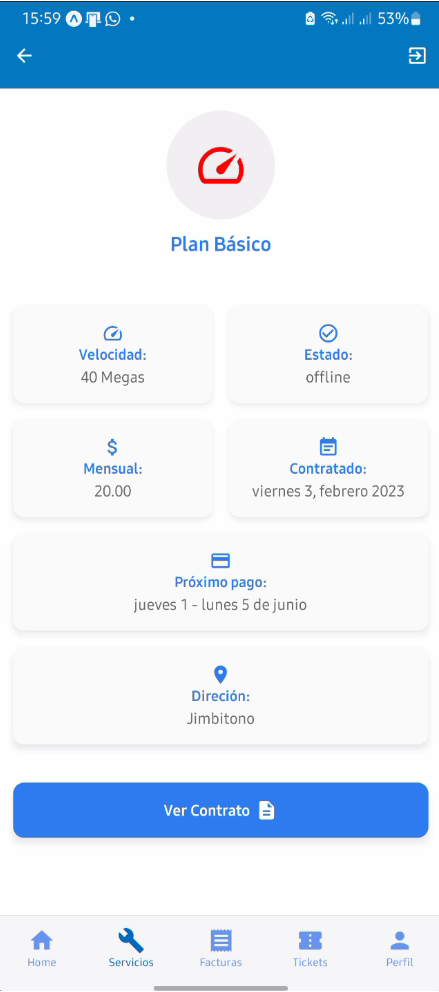 15:59
53%
Plan Básico
Velocidad:
40 Megas
Estado:
offline
Mensual:
20.00
Contratado:
viernes 3, febrero 2023
Próximo pago:
jueves 1 - lunes 5 de junio
Direción:
Jimbitono
Ver Contrato
Home
Servicios
Facturas
Tickets
Perfil